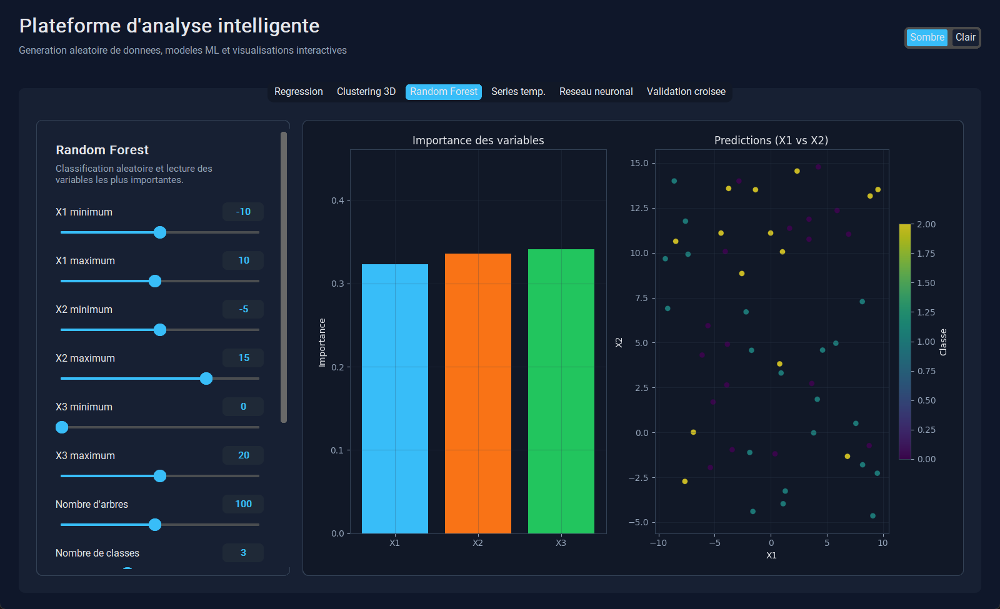 Plateforme d'analyse intelligente
Generation aleatoire de donnees, modeles ML et visualisations interactives
Sombre Clair
Regression Clustering 3D Random Forest Series temp. Reseau neuronal Validation croisee
Random Forest
Classification aleatoire et lecture des
variables les plus importantes.
X1 minimum -10
X1 maximum 10
X2 minimum -5
X2 maximum 15
X3 minimum 0
X3 maximum 20
Nombre d'arbres 100
Nombre de classes 3
Importance des variables
Importance
0.4
0.3
0.2
0.1
0.0
X1 X2 X3
Predictions (X1 vs X2)
X2
15.0
12.5
10.0
7.5
5.0
2.5
0.0
−2.5
−5.0
−10 −5 0 5 10
X1
2.00
1.75
1.50
1.25
1.00
0.75
0.50
0.25
0.00
Classe